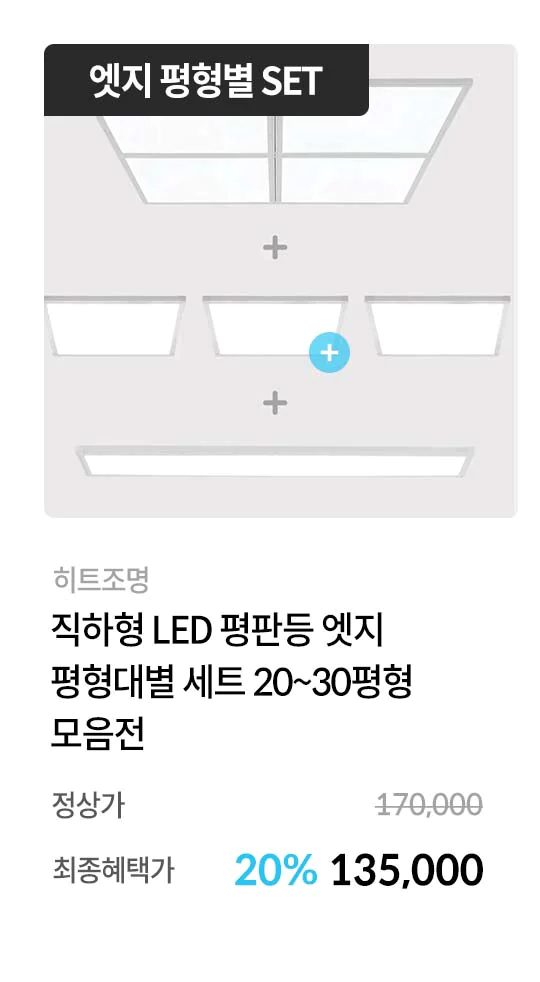 엣지 평형별 SET
히트조명
직하형 LED 평판등 엣지
평형대별 세트 20~30평형
모음전
정상가 170,000
최종혜택가 20% 135,000